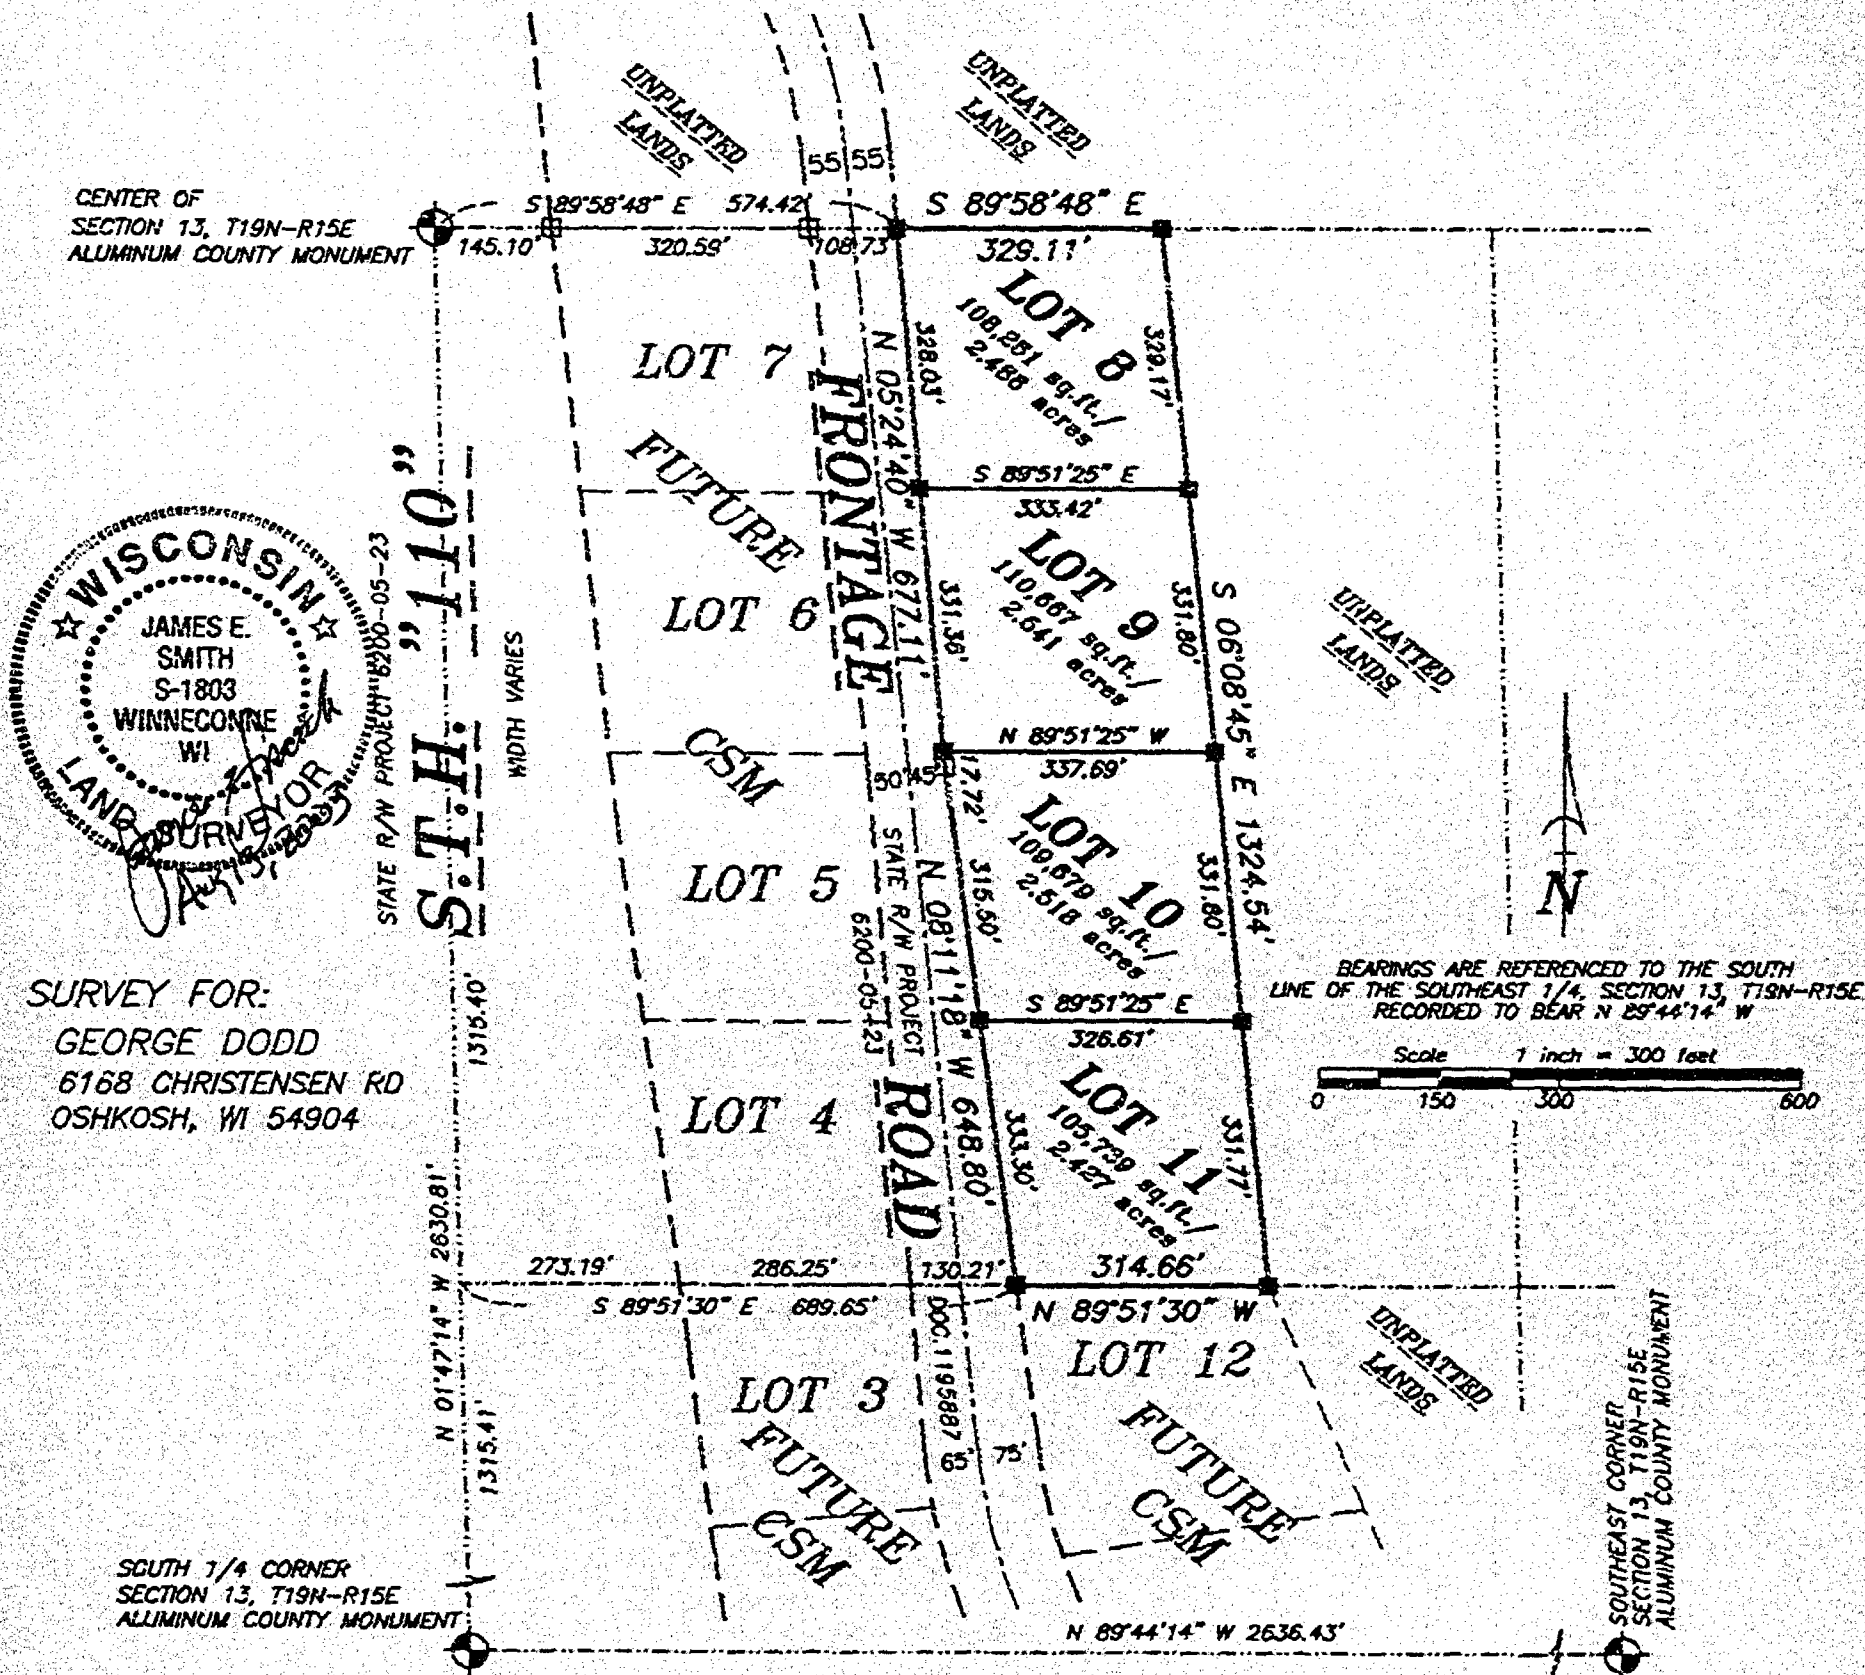 UNPLATTED
LANDS
UNPLATTED
LANDS
55 55
CENTER OF
SECTION 13, T19N-R15E
ALUMINUM COUNTY MONUMENT
S 89°58'48" E 574.42'
S 89°58'48" E
145.10'
320.59'
108.73'
329.11'
LOT 8
108,281 sq.ft./
2.486 acres
328.03'
329.17'
LOT 7
FUTURE
FRONTAGE
N 05°24'40" W 677.11'
S 89°51'25" E
333.42'
S.T.H. "110"
STATE R/W PROJECT 6200-05-23
WIDTH VARIES
WISCONSIN
JAMES E.
SMITH
S-1803
WINNECONNE
WI
LAND SURVEYOR
LOT 6
LOT 9
110,667 sq.ft./
2.541 acres
331.36'
331.80'
S 06°08'45" E 1324.54'
UNPLATTED
LANDS
CSM
N 89°51'25" W
337.69'
50' 45'
17.72'
LOT 5
STATE R/W PROJECT
6200-05-23
N 08°11'18" W 648.80'
315.50'
LOT 10
109,679 sq.ft./
2.518 acres
331.80'
N
SURVEY FOR:
GEORGE DODD
6168 CHRISTENSEN RD
OSHKOSH, WI 54904
1315.40'
BEARINGS ARE REFERENCED TO THE SOUTH
LINE OF THE SOUTHEAST 1/4, SECTION 13, T19N-R15E.
RECORDED TO BEAR N 89°44'14" W
S 89°51'25" E
326.61'
Scale 1 inch = 300 feet
0 150 300 600
LOT 4
ROAD
LOT 11
105,739 sq.ft./
2.427 acres
333.30'
331.77'
N 01°47'14" W 2630.81'
273.19'
286.25'
130.21'
314.66'
S 89°51'30" E 689.65'
N 89°51'30" W
DOC. 1195887
LOT 12
LOT 3
FUTURE
CSM
65' 75'
FUTURE
CSM
UNPLATTED
LANDS
1315.41'
SOUTH 1/4 CORNER
SECTION 13, T19N-R15E
ALUMINUM COUNTY MONUMENT
N 89°44'14" W 2636.43'
SOUTHEAST CORNER
SECTION 13, T19N-R15E
ALUMINUM COUNTY MONUMENT